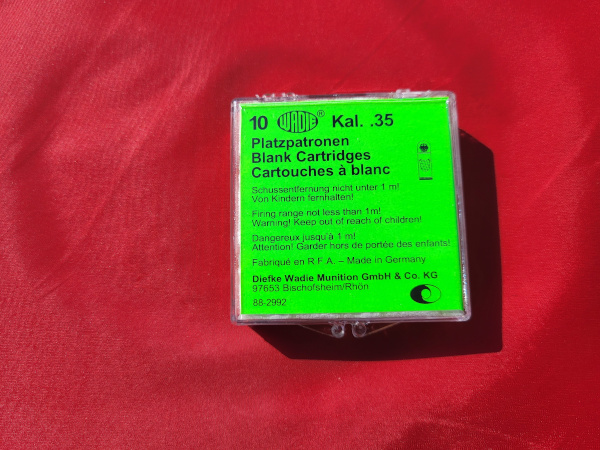 10 WADIE® Kal. .35
Platzpatronen
Blank Cartridges
Cartouches à blanc
Schussentfernung nicht unter 1 m!
Von Kindern fernhalten!
Firing range not less than 1m!
Warning! Keep out of reach of children!
Dangereux jusqu'à 1 m!
Attention! Garder hors de portée des enfants!
Fabriqué en R.F.A. – Made in Germany
Diefke Wadie Munition GmbH & Co. KG
97653 Bischofsheim/Rhön
88-2992